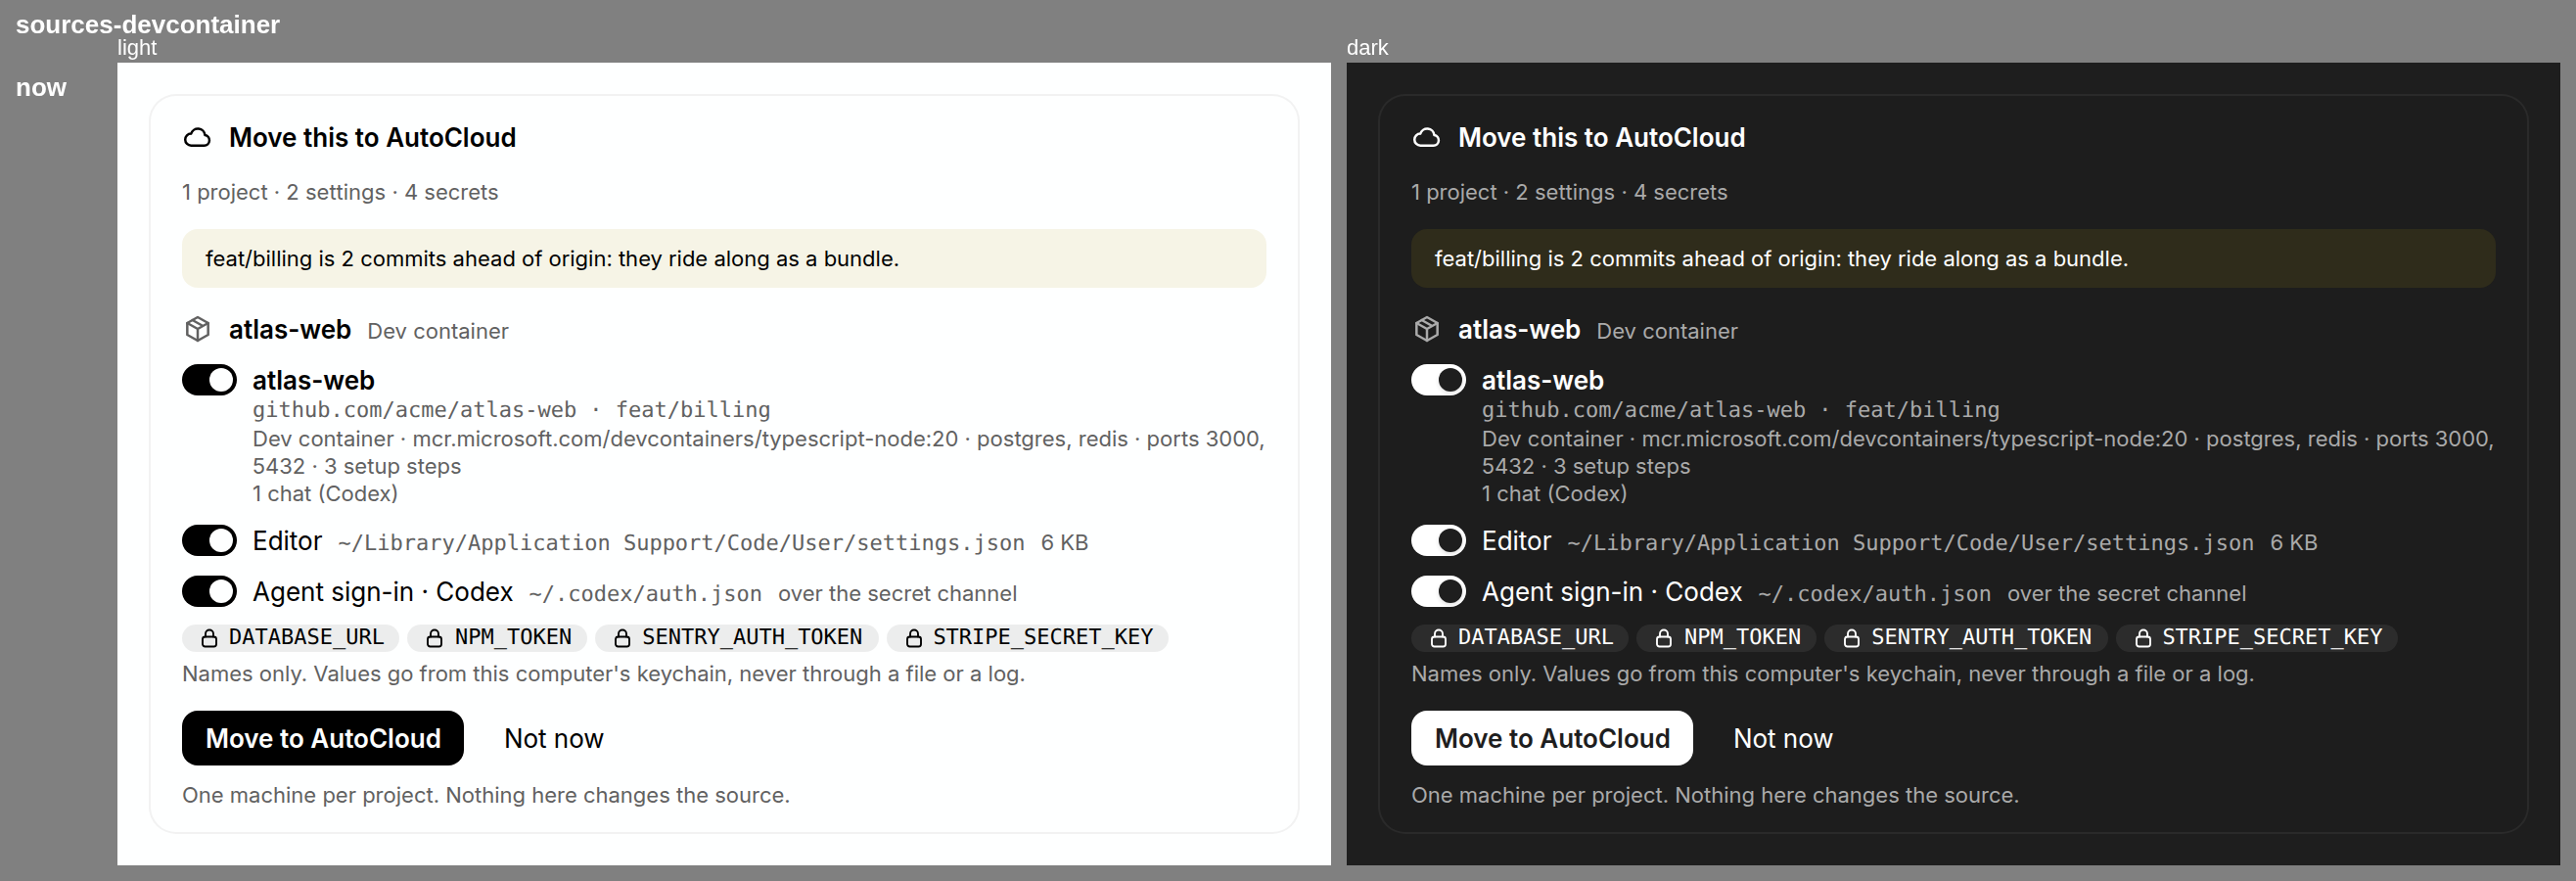 sources-devcontainer
light
now
Move this to AutoCloud
1 project · 2 settings · 4 secrets
feat/billing is 2 commits ahead of origin: they ride along as a bundle.
atlas-web Dev container
atlas-web
github.com/acme/atlas-web · feat/billing
Dev container · mcr.microsoft.com/devcontainers/typescript-node:20 · postgres, redis · ports 3000,
5432 · 3 setup steps
1 chat (Codex)
Editor ~/Library/Application Support/Code/User/settings.json 6 KB
Agent sign-in · Codex ~/.codex/auth.json over the secret channel
DATABASE_URL NPM_TOKEN SENTRY_AUTH_TOKEN STRIPE_SECRET_KEY
Names only. Values go from this computer's keychain, never through a file or a log.
Move to AutoCloud Not now
One machine per project. Nothing here changes the source.
dark
Move this to AutoCloud
1 project · 2 settings · 4 secrets
feat/billing is 2 commits ahead of origin: they ride along as a bundle.
atlas-web Dev container
atlas-web
github.com/acme/atlas-web · feat/billing
Dev container · mcr.microsoft.com/devcontainers/typescript-node:20 · postgres, redis · ports 3000,
5432 · 3 setup steps
1 chat (Codex)
Editor ~/Library/Application Support/Code/User/settings.json 6 KB
Agent sign-in · Codex ~/.codex/auth.json over the secret channel
DATABASE_URL NPM_TOKEN SENTRY_AUTH_TOKEN STRIPE_SECRET_KEY
Names only. Values go from this computer's keychain, never through a file or a log.
Move to AutoCloud Not now
One machine per project. Nothing here changes the source.